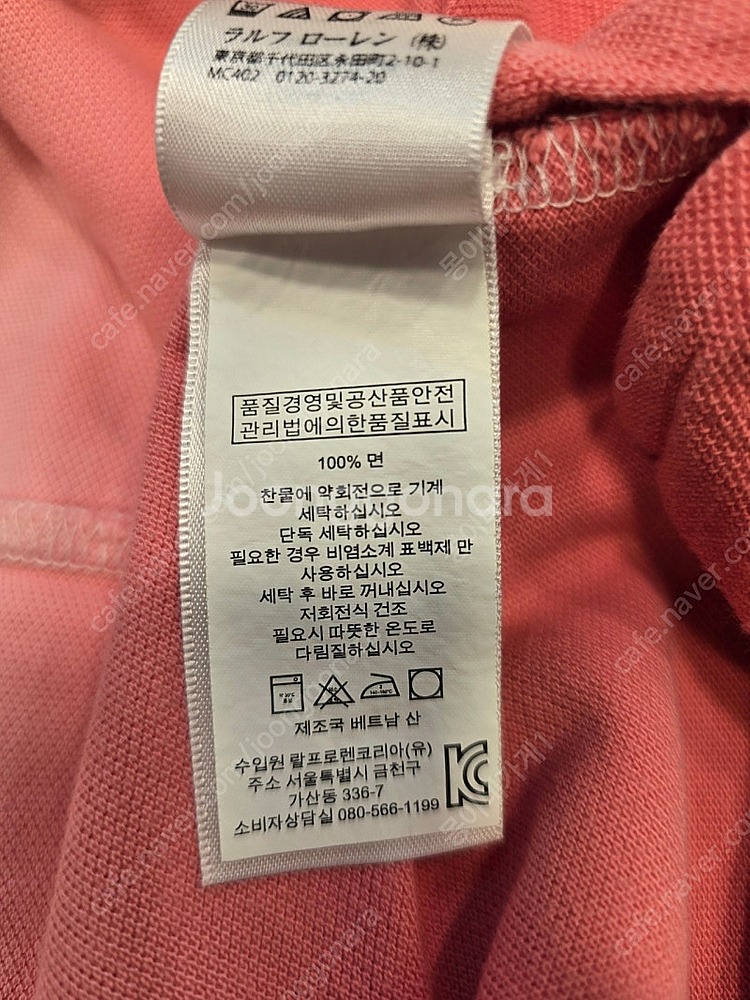 ラルフ ローレン (株)
東京都千代田区永田町2-10-1
MC402 0120-3274-20
품질경영및공산품안전
관리법에의한품질표시
100% 면
찬물에 약회전으로 기계
세탁하십시오
단독 세탁하십시오
필요한 경우 비염소계 표백제 만
사용하십시오
세탁 후 바로 꺼내십시오
저회전식 건조
필요시 따뜻한 온도로
다림질하십시오
제조국 베트남 산
수입원 랄프로렌코리아(유)
주소 서울특별시 금천구
가산동 336-7
소비자상담실 080-566-1199
Joongonara
cafe.naver.com/joonggonara